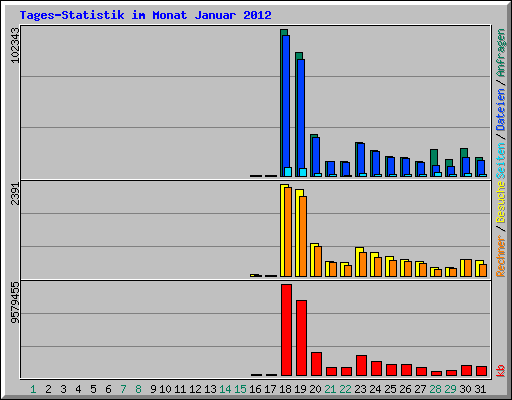 Tages-Statistik im Monat Januar 2012
102343
2391
9579455
Rechner / Besuche Seiten / Dateien / Anfragen
kb
1 2 3 4 5 6 7 8 9 10 11 12 13 14 15 16 17 18 19 20 21 22 23 24 25 26 27 28 29 30 31